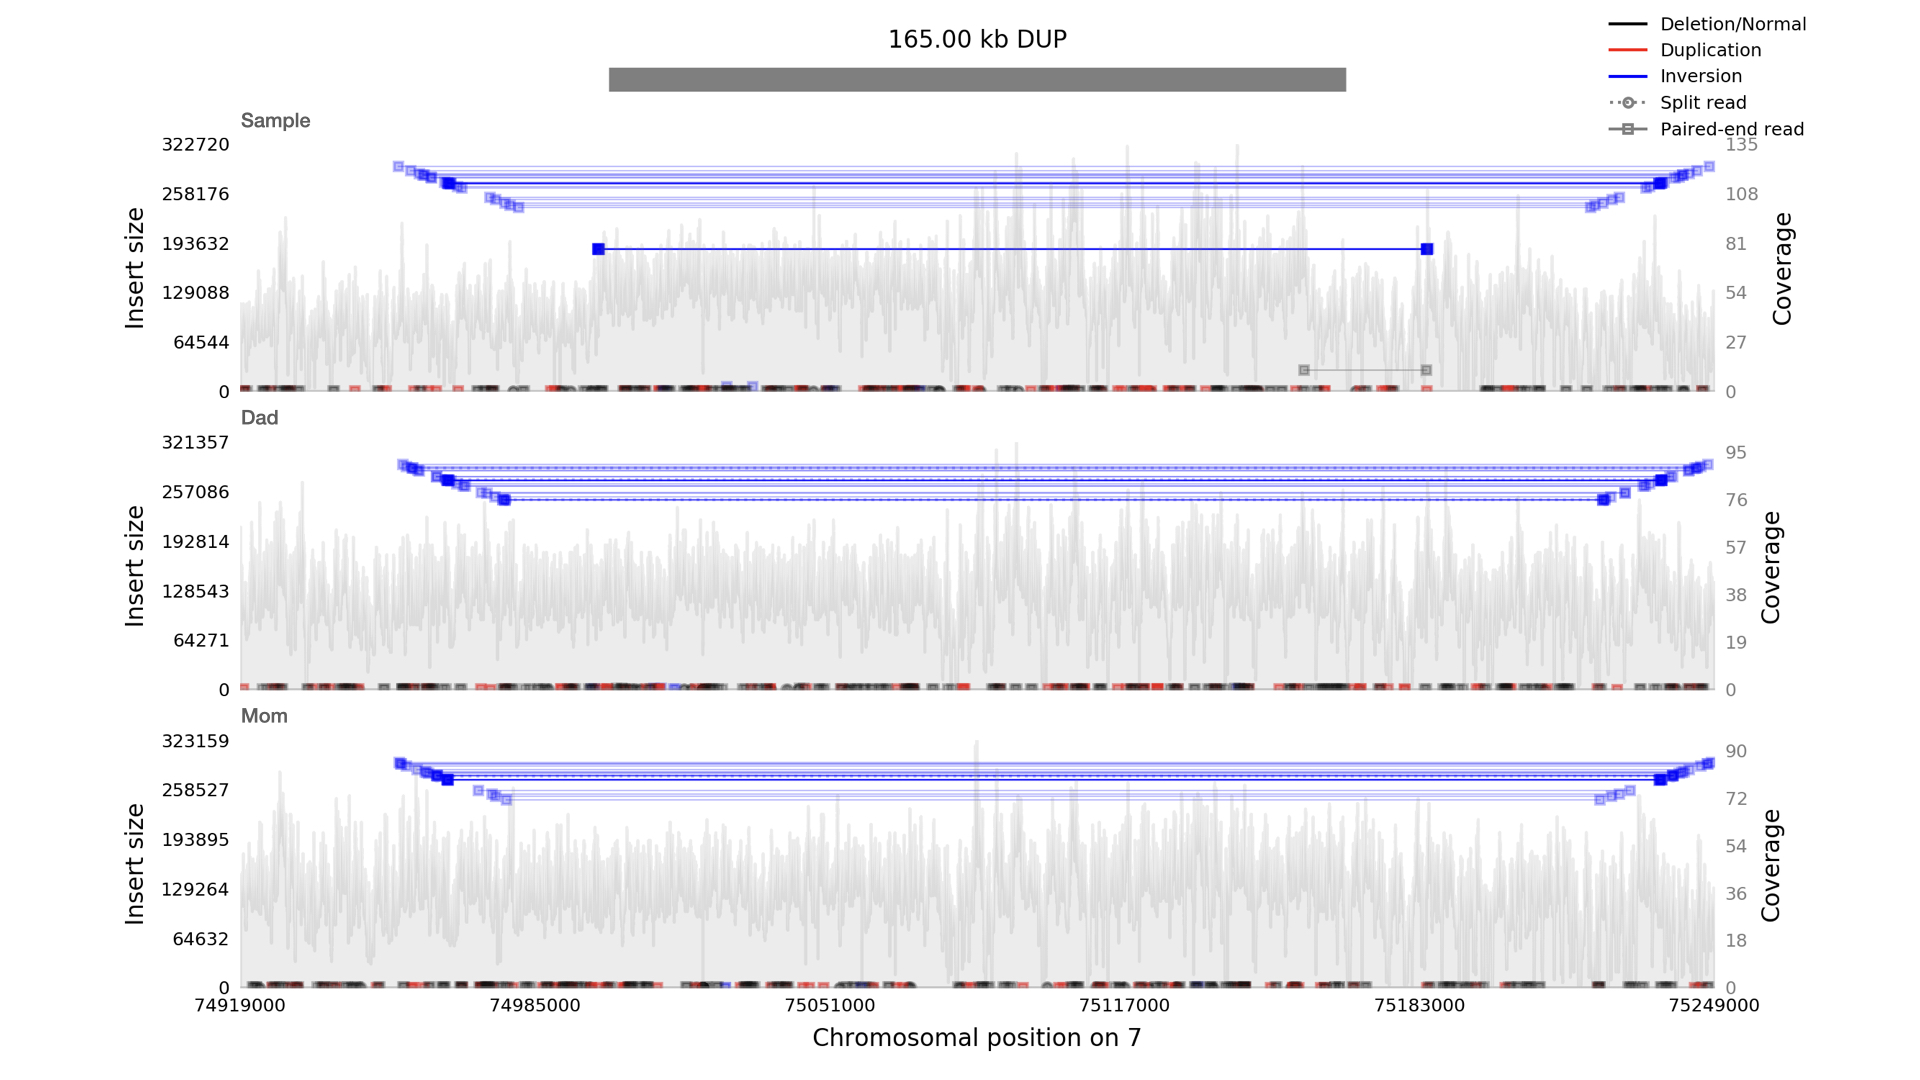 165.00 kb DUP
Deletion/Normal
Duplication
Inversion
Split read
Paired-end read
Sample
322720
258176
193632
129088
64544
0
Insert size
135
108
81
54
27
0
Coverage
Dad
321357
257086
192814
128543
64271
0
Insert size
95
76
57
38
19
0
Coverage
Mom
323159
258527
193895
129264
64632
0
Insert size
90
72
54
36
18
0
Coverage
74919000 74985000 75051000 75117000 75183000 75249000
Chromosomal position on 7